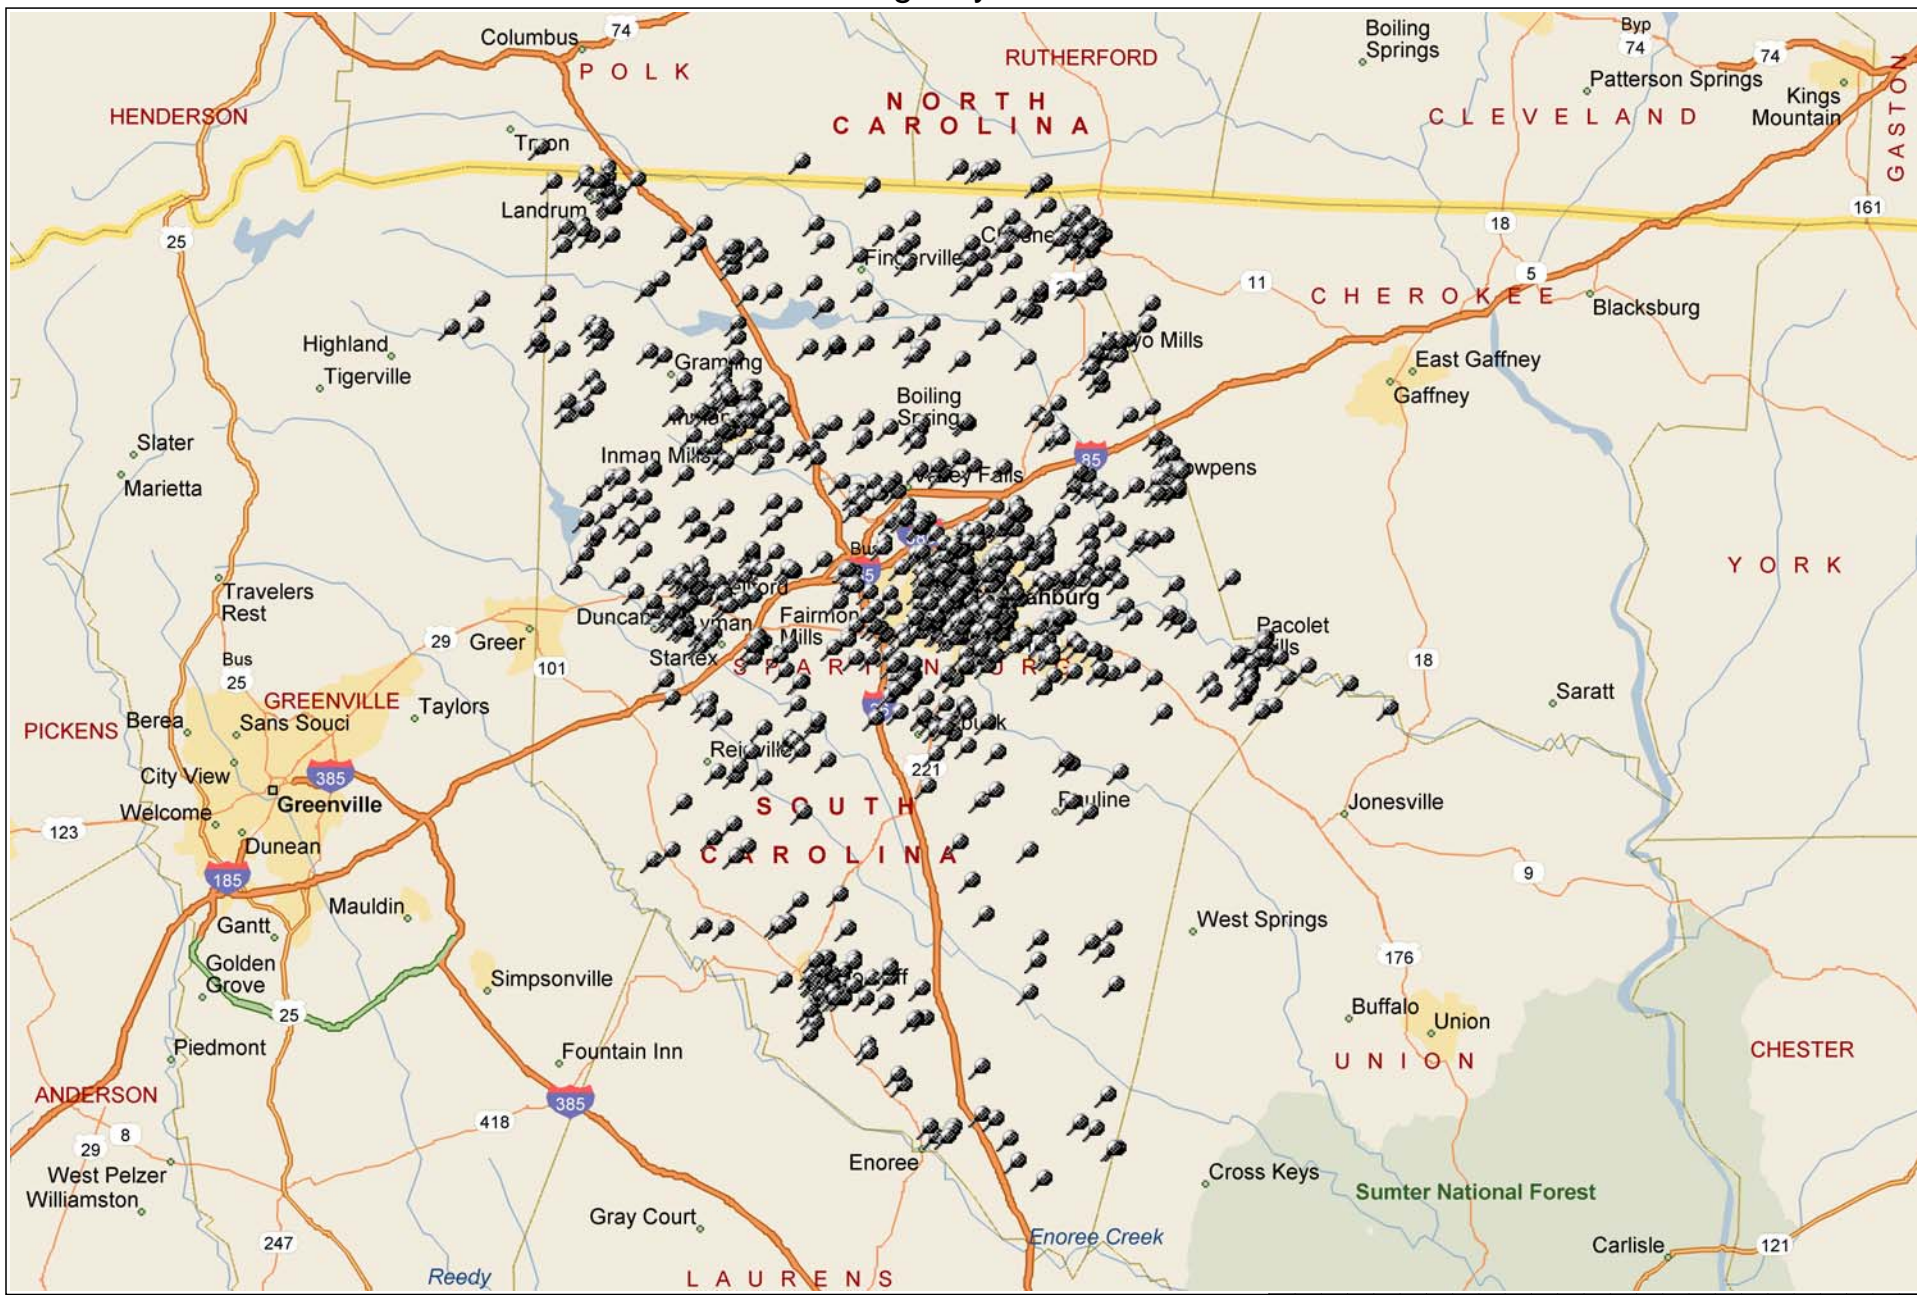 Columbus
74
POLK
RUTHERFORD
Boiling
Springs
Byp
74
74
Patterson Springs
Kings
Mountain
GASTON
HENDERSON
NORTH
CAROLINA
CLEVELAND
Landrum
161
25
18
5
11
CHEROKEE
Blacksburg
Highland
Tigerville
East Gaffney
Gaffney
Boiling
Slater
Marietta
Inman Mills
85
Bus
YORK
Travelers
Rest
Duncan
29
Greer
101
Startex
Fairmont
Mills
Pacolet
Bus
25
GREENVILLE
Taylors
18
Saratt
PICKENS
Berea
Sans Souci
City View
385
Greenville
Welcome
123
Dunean
185
221
SOUTH
CAROLINA
Jonesville
9
Mauldin
Gantt
Golden
Grove
Simpsonville
25
West Springs
176
Buffalo
Union
UNION
CHESTER
Piedmont
Fountain Inn
ANDERSON
385
418
8
29
West Pelzer
Williamston
Enoree
Cross Keys
Sumter National Forest
Gray Court
247
Enoree Creek
Carlisle
121
Reedy
LAURENS